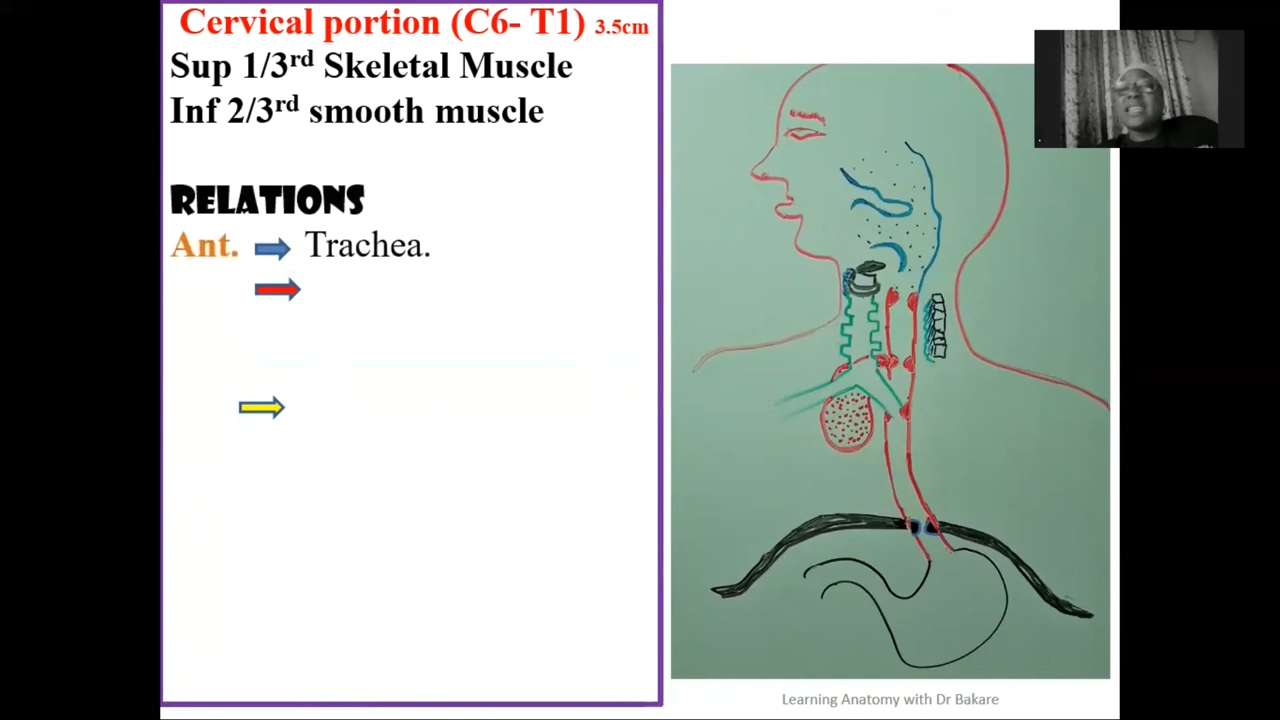 Cervical portion (C6- T1) 3.5cm
Sup 1/3rd Skeletal Muscle
Inf 2/3rd smooth muscle
RELATIONS
Ant. Trachea.
Learning Anatomy with Dr Bakare